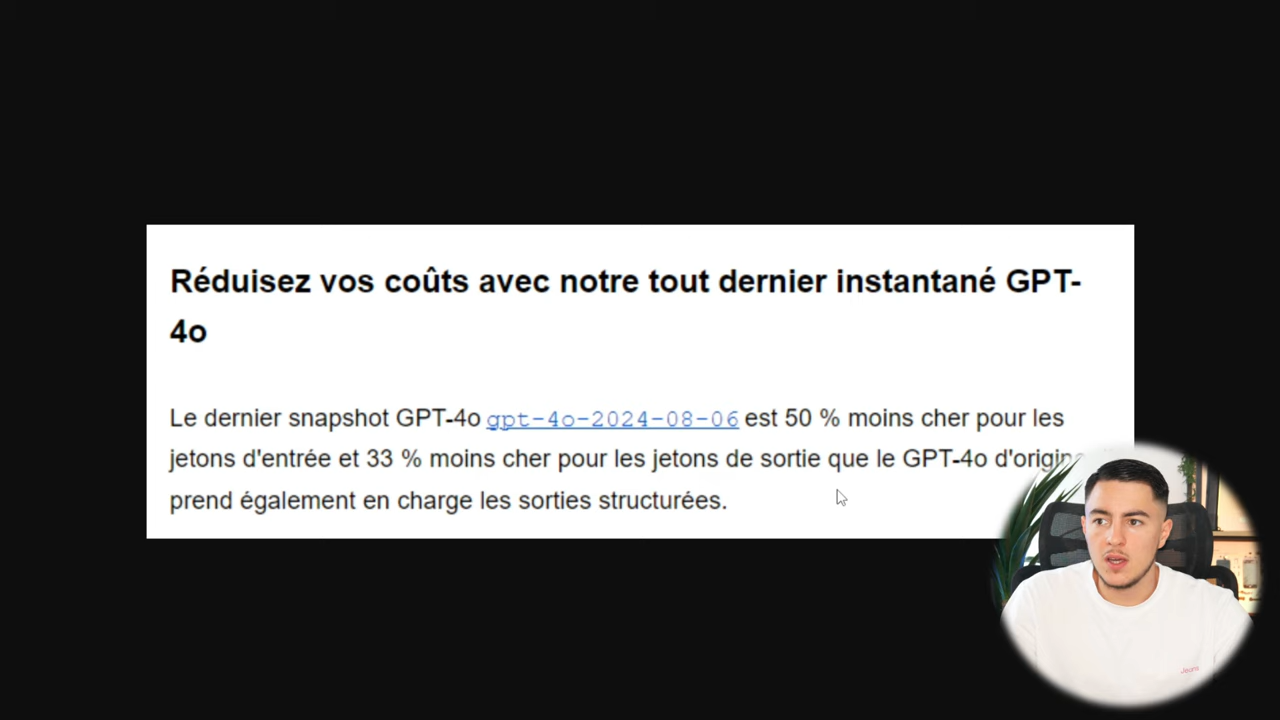 Réduisez vos coûts avec notre tout dernier instantané GPT-
4o
Le dernier snapshot GPT-4o gpt-4o-2024-08-06 est 50 % moins cher pour les
jetons d'entrée et 33 % moins cher pour les jetons de sortie que le GPT-4o d'origine
prend également en charge les sorties structurées.
Jeans